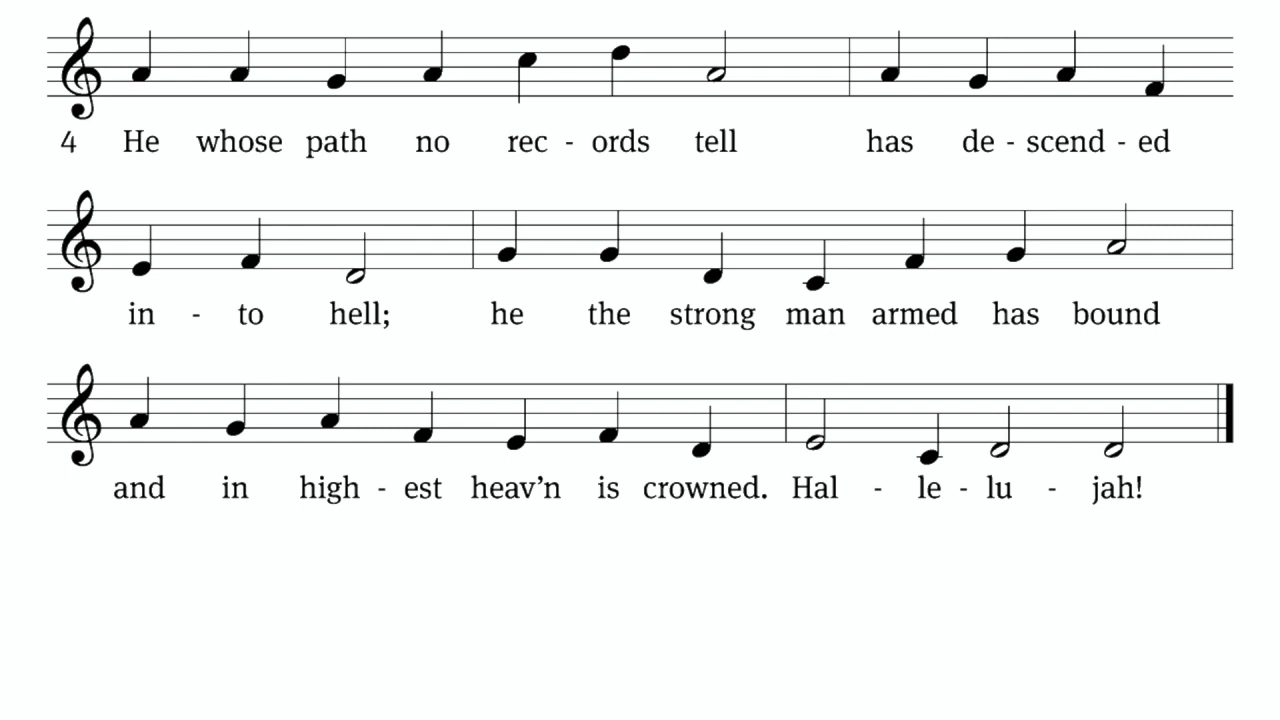 4 He whose path no rec - ords tell has de - scend - ed
in - to hell; he the strong man armed has bound
and in high - est heav’n is crowned. Hal - le - lu - jah!